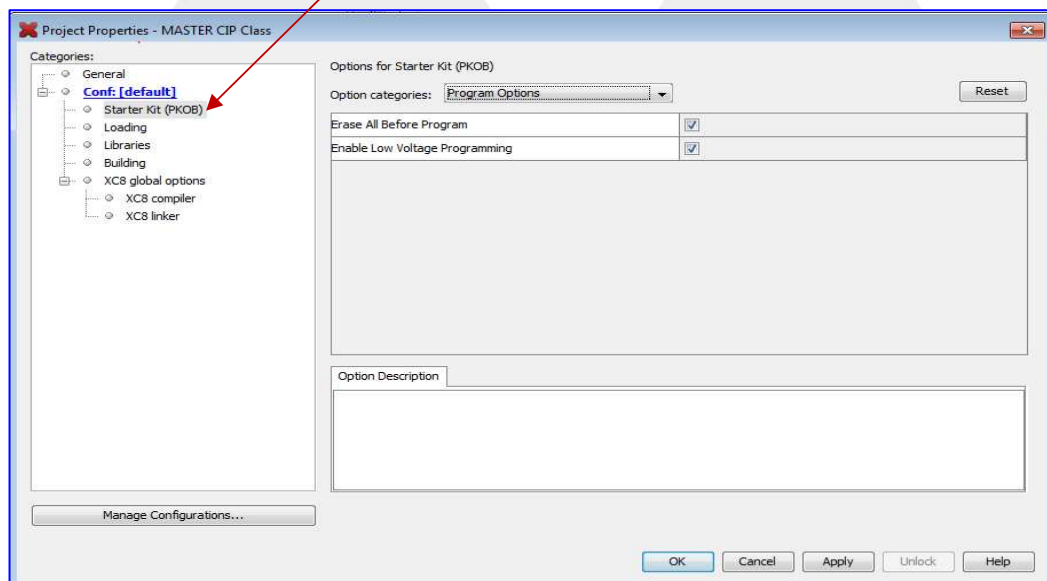 Project Properties - MASTER CIP Class
Categories:
General
Conf: [default]
Starter Kit (PKOB)
Loading
Libraries
Building
XC8 global options
XC8 compiler
XC8 linker
Manage Configurations...
Options for Starter Kit (PKOB)
Option categories: Program Options Reset
Erase All Before Program
Enable Low Voltage Programming
Option Description
OK Cancel Apply Unlock Help